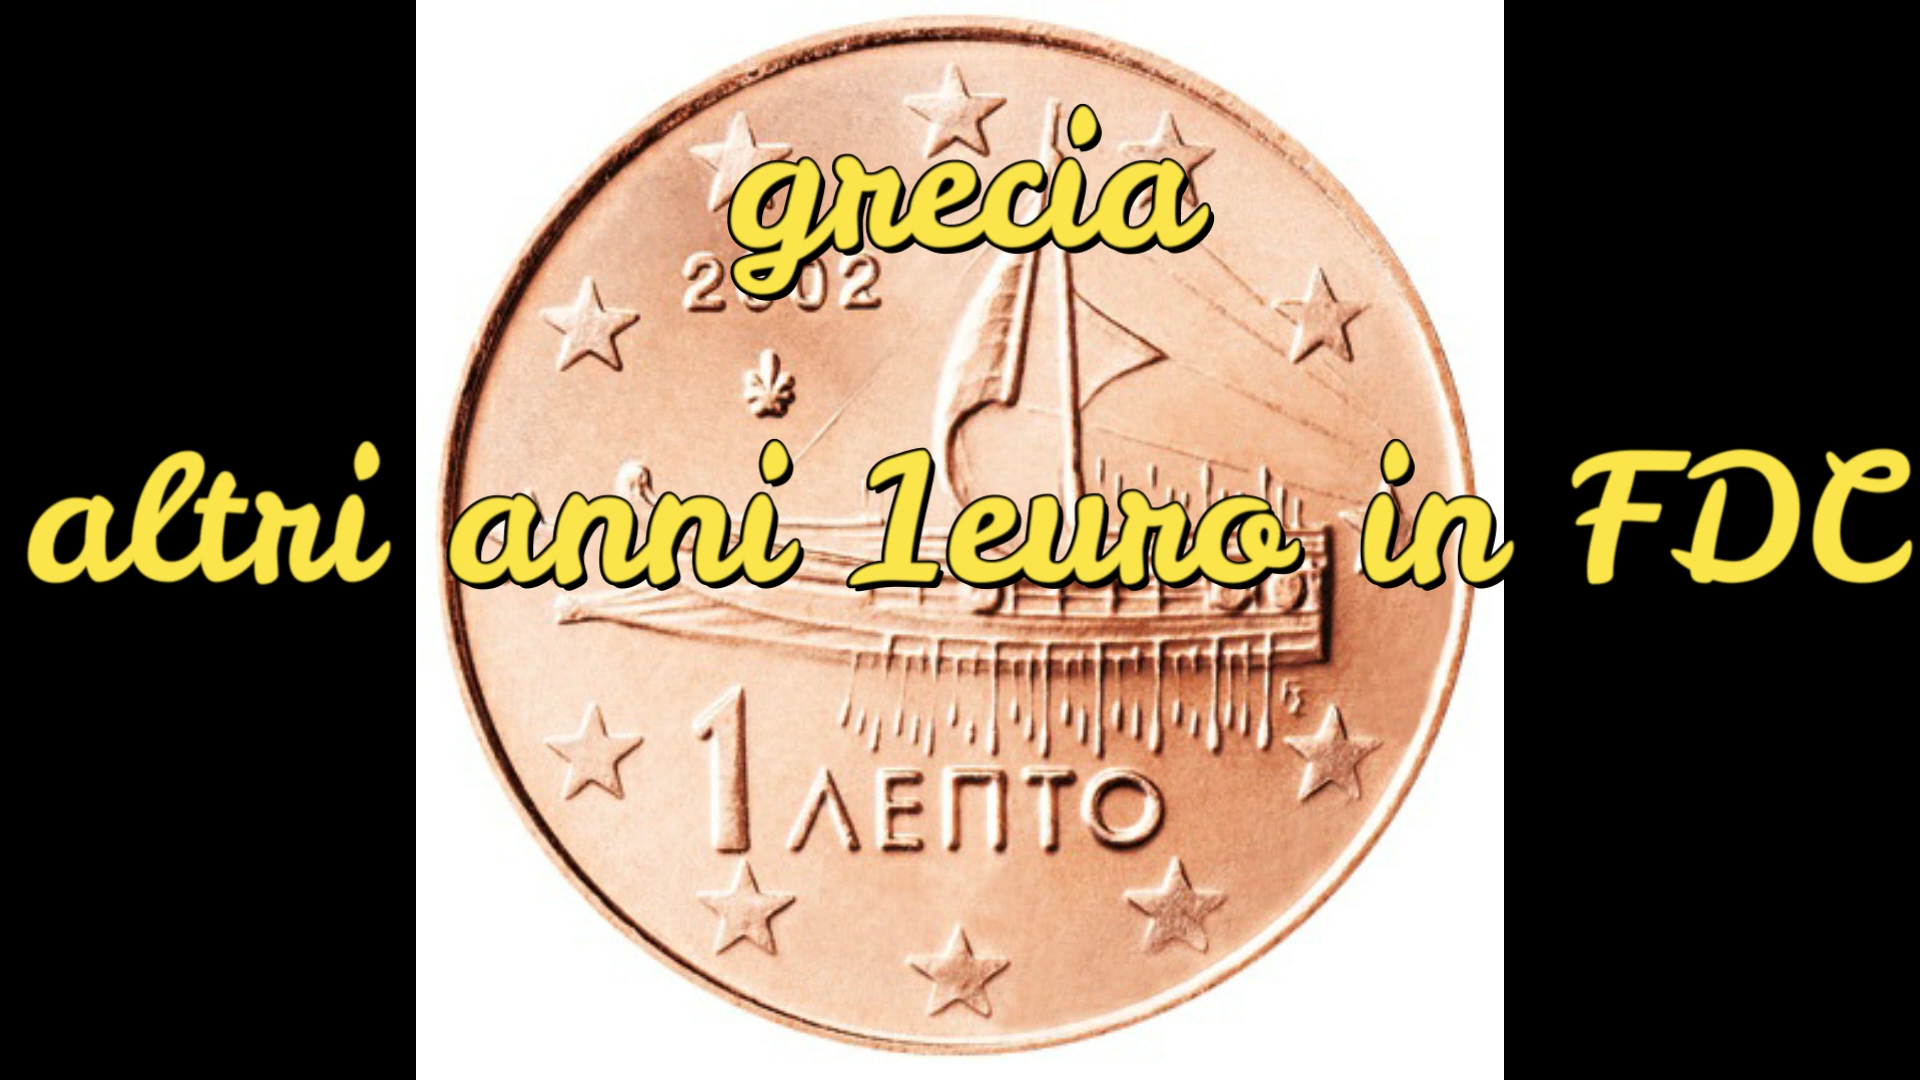 grecia
2002
altri anni 1euro in FDC
1 ΛΕΠΤΟ